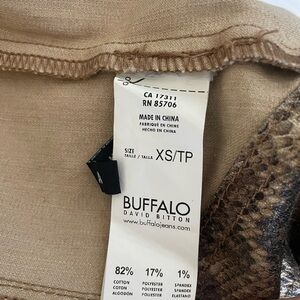 CA 17311
RN 85706
MADE IN CHINA
FABRIQUÉ EN CHINE
HECHO EN CHINA
SIZE
TAILLE / TALLA XS/TP
BUFFALO
DAVID BITTON
www.buffalojeans.com
82% 17% 1%
COTTON POLYESTER SPANDEX
COTON POLYESTER SPANDEX
ALGODÓN POLIÉSTER ELASTANO